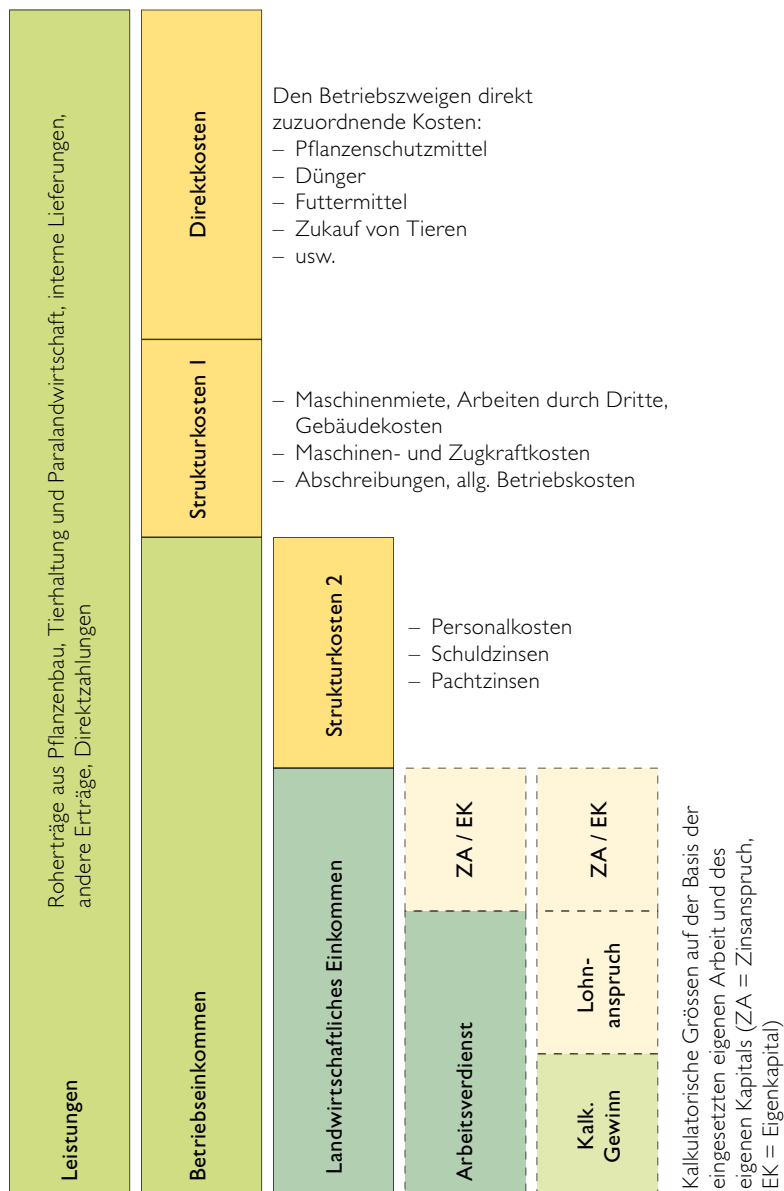 Leistungen
Roherträge aus Pflanzenbau, Tierhaltung und Paralandwirtschaft, interne Lieferungen,
andere Erträge, Direktzahlungen
Betriebseinkommen
Strukturkosten 1
Direktkosten
Den Betriebszweigen direkt
zuzuordnende Kosten:
– Pflanzenschutzmittel
– Dünger
– Futtermittel
– Zukauf von Tieren
– usw.
– Maschinenmiete, Arbeiten durch Dritte,
Gebäudekosten
– Maschinen- und Zugkraftkosten
– Abschreibungen, allg. Betriebskosten
Landwirtschaftliches Einkommen
Strukturkosten 2
– Personalkosten
– Schuldzinsen
– Pachtzinsen
Arbeitsverdienst
ZA / EK
Kalk.
Gewinn
Lohn-
anspruch
ZA / EK
Kalkulatorische Grössen auf der Basis der
eingesetzten eigenen Arbeit und des
eigenen Kapitals (ZA = Zinsanspruch,
EK = Eigenkapital)